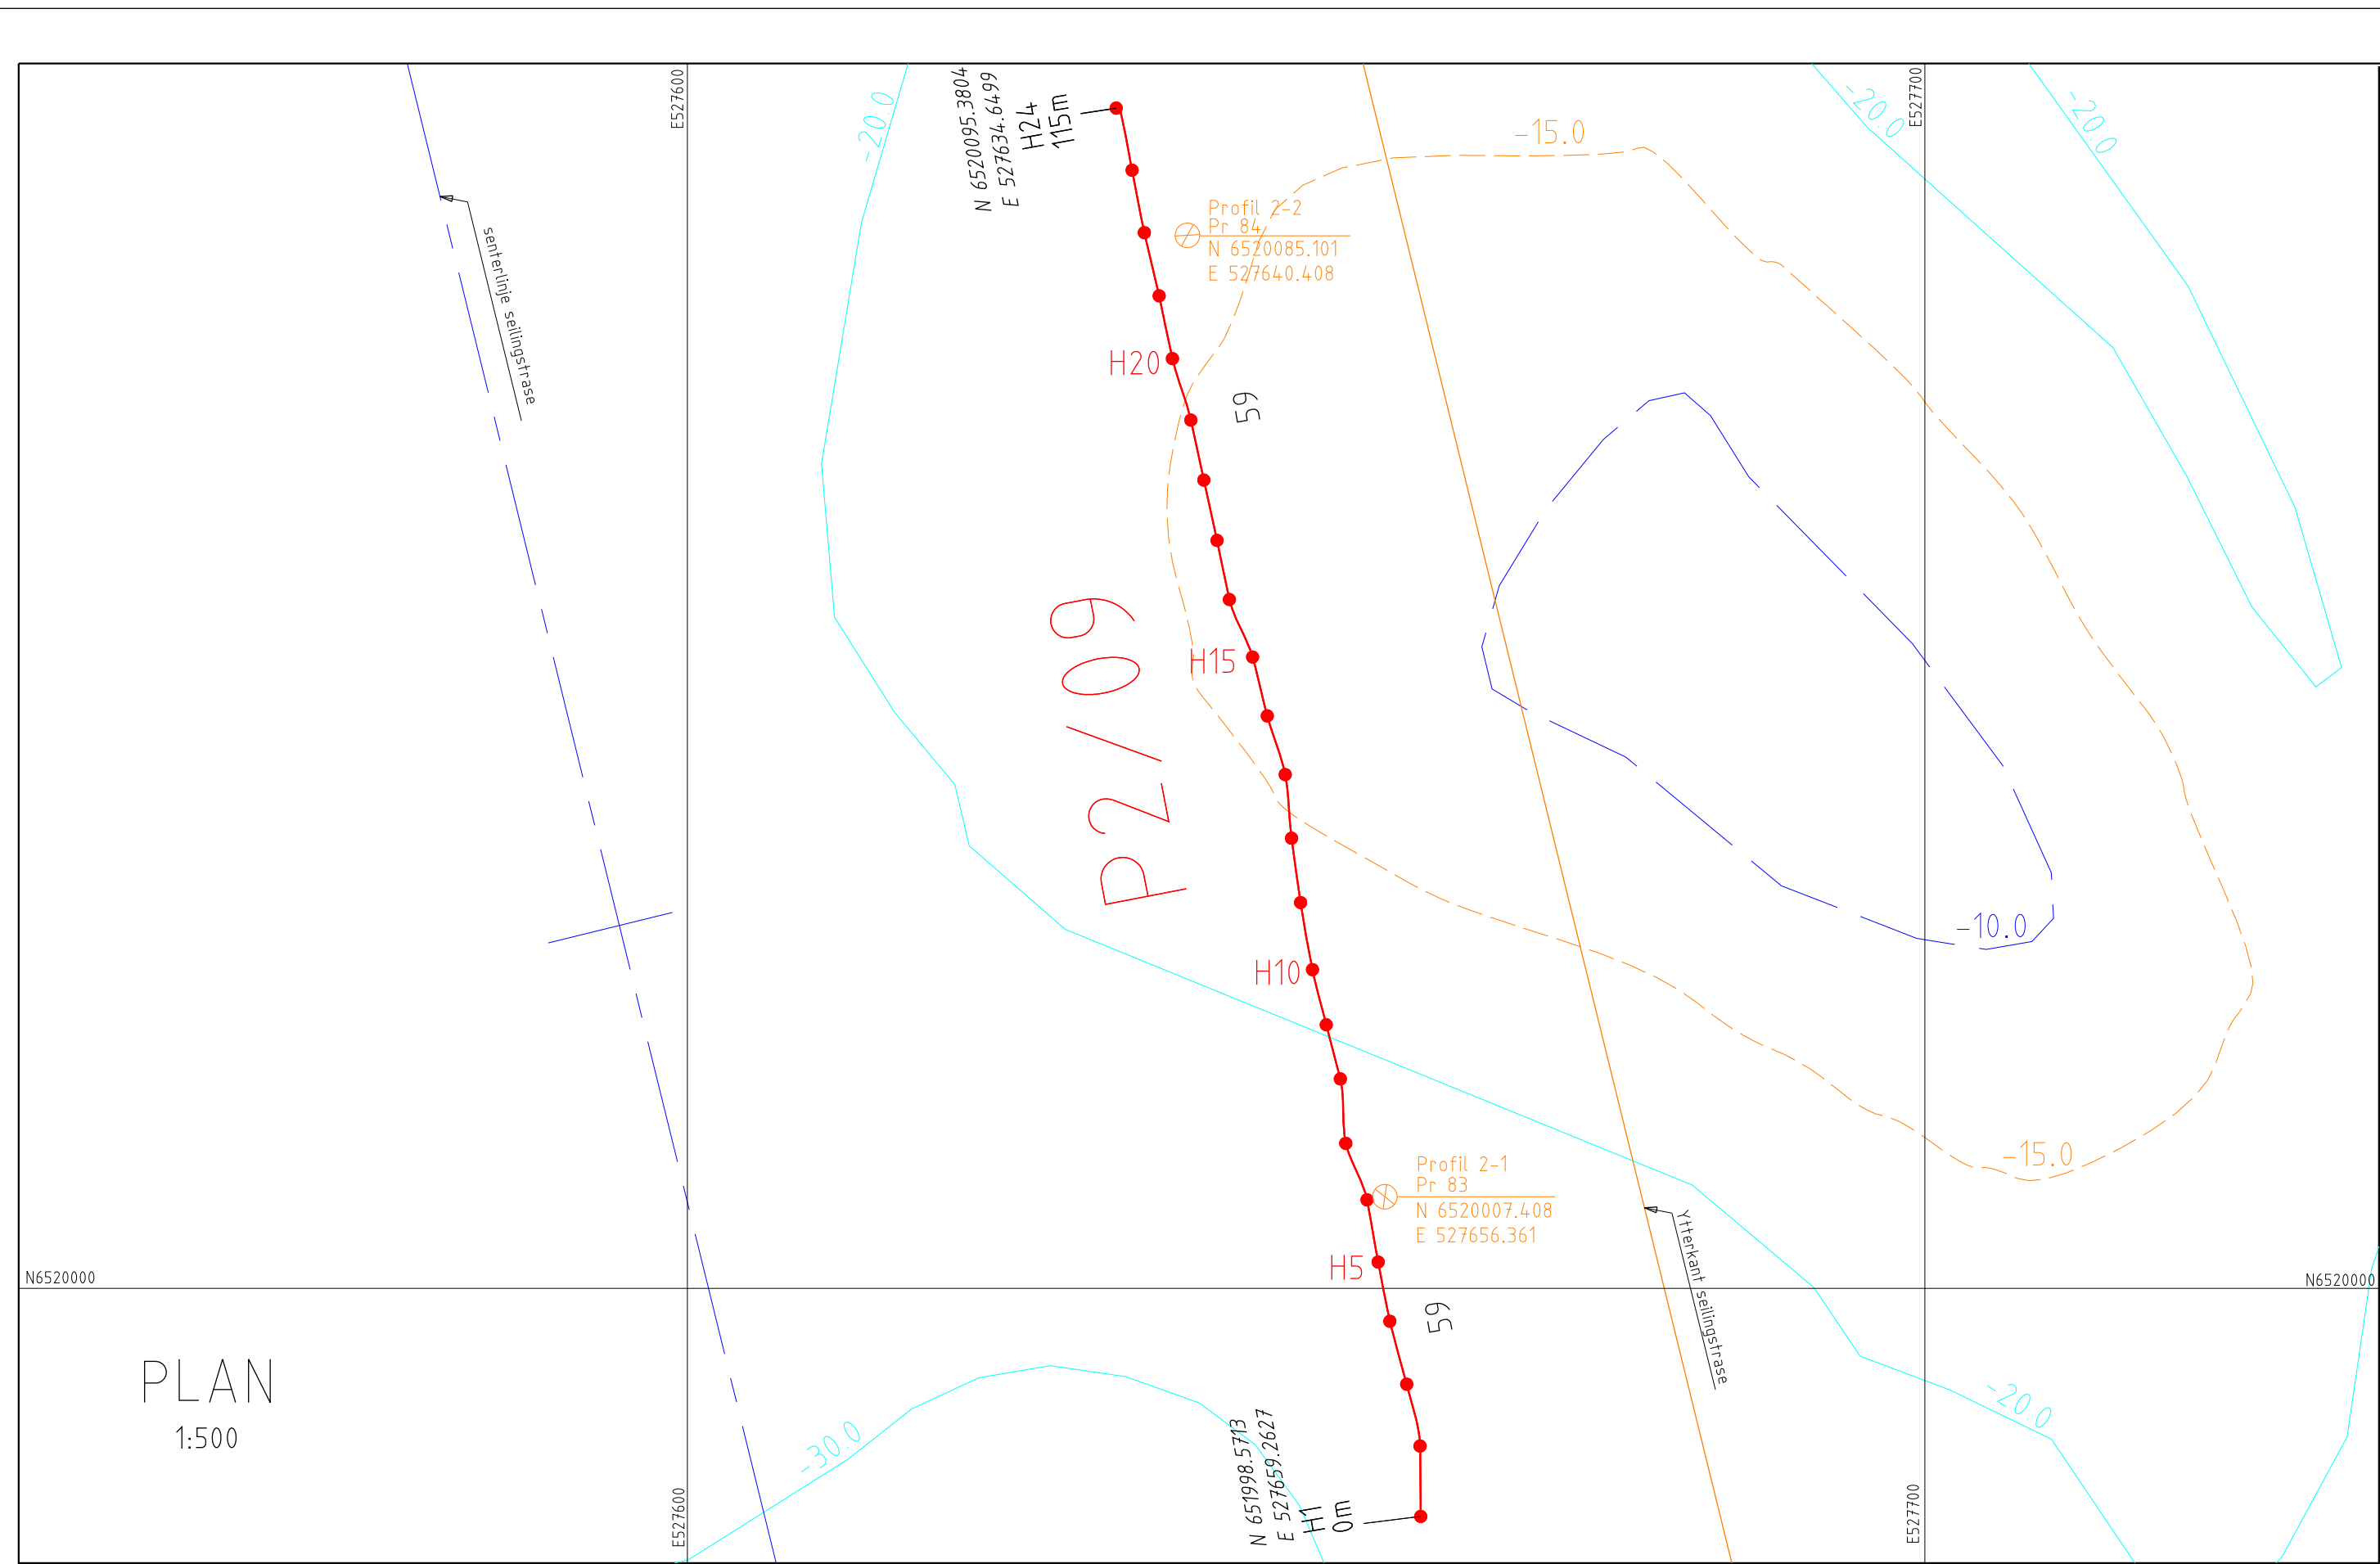 E527600
E527700
N 6520095.3804
E 527634.6499
H24
115m
-20.0
-20.0
-20.0
-15.0
Profil 2-2
Pr 84
N 6520085.101
E 527640.408
senterlinje seilingstrase
H20
59
P2/09
H15
-10.0
H10
-15.0
Profil 2-1
Pr 83
N 6520007.408
E 527656.361
H5
59
Ytterkant seilingstrase
N6520000
N6520000
PLAN
1:500
-30.0
-20.0
N 651998.5713
E 527659.2627
H1
0m
E527600
E527700